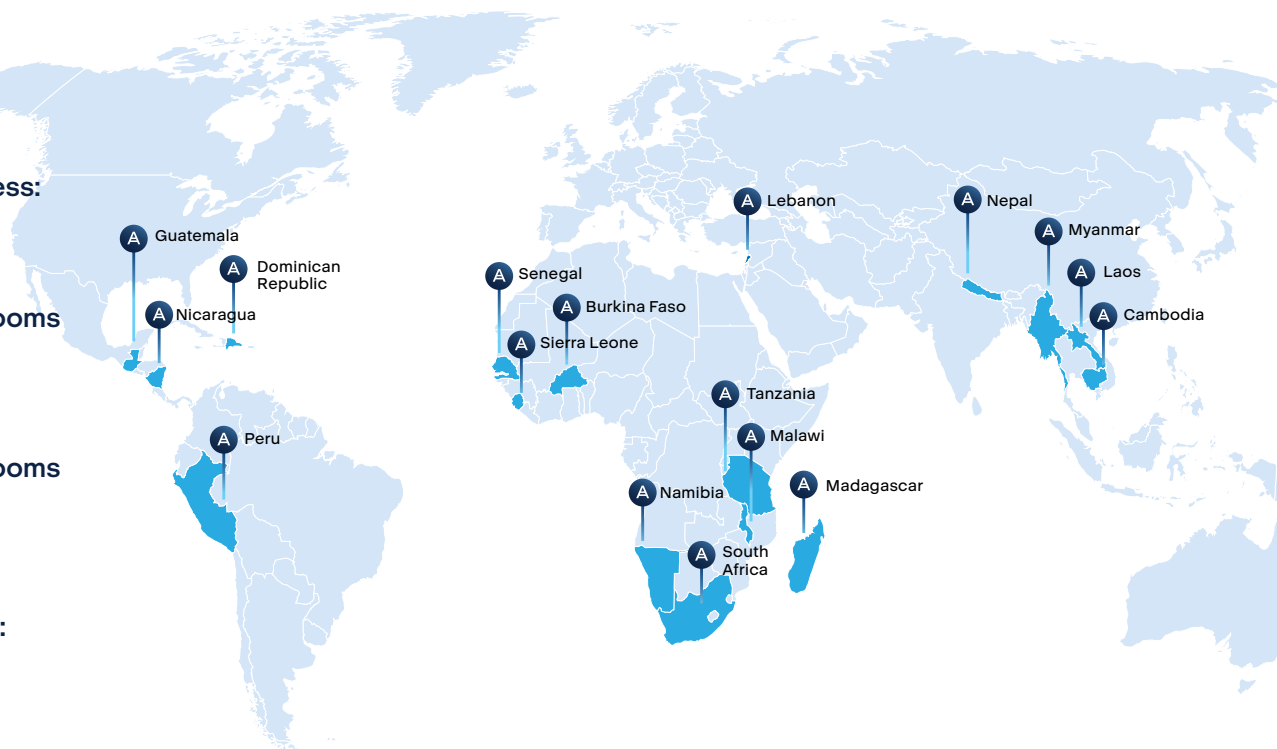 ess:
ooms
ooms
:
Guatemala
Dominican
Republic
Nicaragua
Peru
Senegal
Burkina Faso
Sierra Leone
Lebanon
Tanzania
Malawi
Namibia
Madagascar
South
Africa
Nepal
Myanmar
Laos
Cambodia